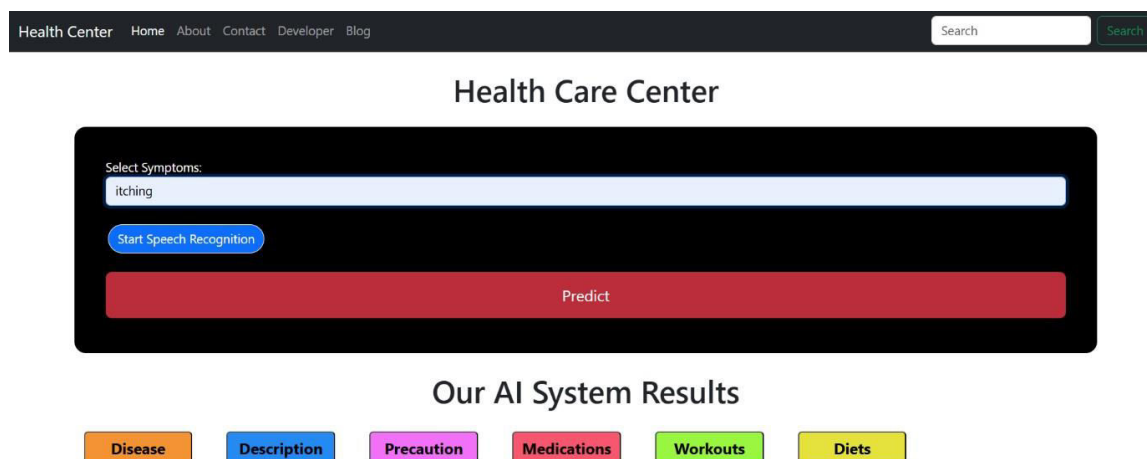 Health Center Home About Contact Developer Blog Search Search
Health Care Center
Select Symptoms:
itching
Start Speech Recognition
Predict
Our AI System Results
Disease Description Precaution Medications Workouts Diets